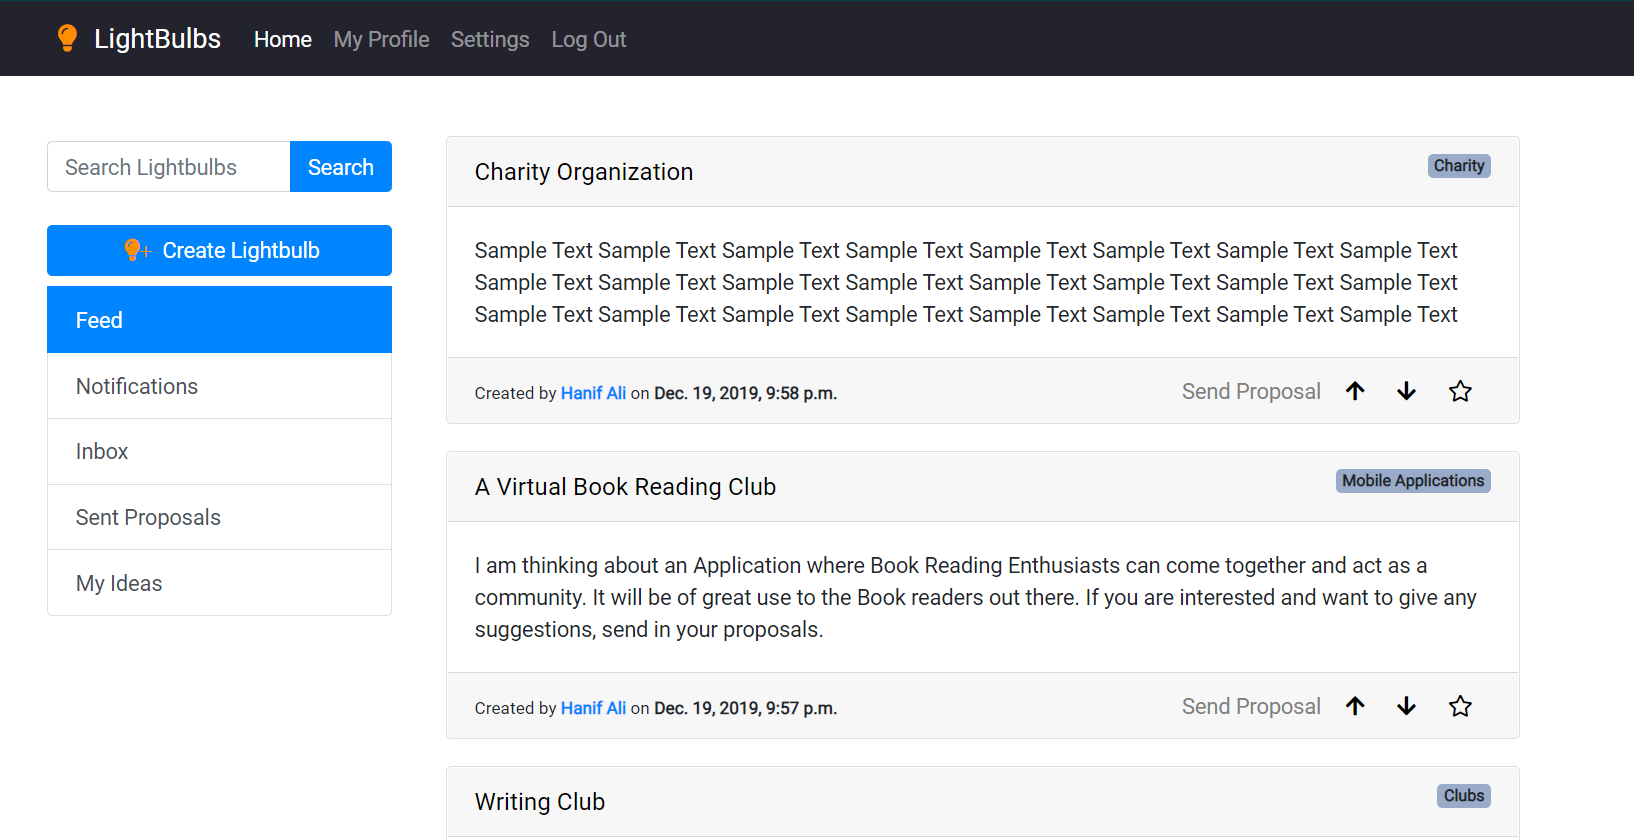 LightBulbs Home My Profile Settings Log Out
Search Lightbulbs Search
Create Lightbulb
Feed
Notifications
Inbox
Sent Proposals
My Ideas
Charity Organization Charity
Sample Text Sample Text Sample Text Sample Text Sample Text Sample Text Sample Text Sample Text
Sample Text Sample Text Sample Text Sample Text Sample Text Sample Text Sample Text Sample Text
Sample Text Sample Text Sample Text Sample Text Sample Text Sample Text Sample Text Sample Text
Created by Hanif Ali on Dec. 19, 2019, 9:58 p.m. Send Proposal
A Virtual Book Reading Club Mobile Applications
I am thinking about an Application where Book Reading Enthusiasts can come together and act as a
community. It will be of great use to the Book readers out there. If you are interested and want to give any
suggestions, send in your proposals.
Created by Hanif Ali on Dec. 19, 2019, 9:57 p.m. Send Proposal
Writing Club Clubs